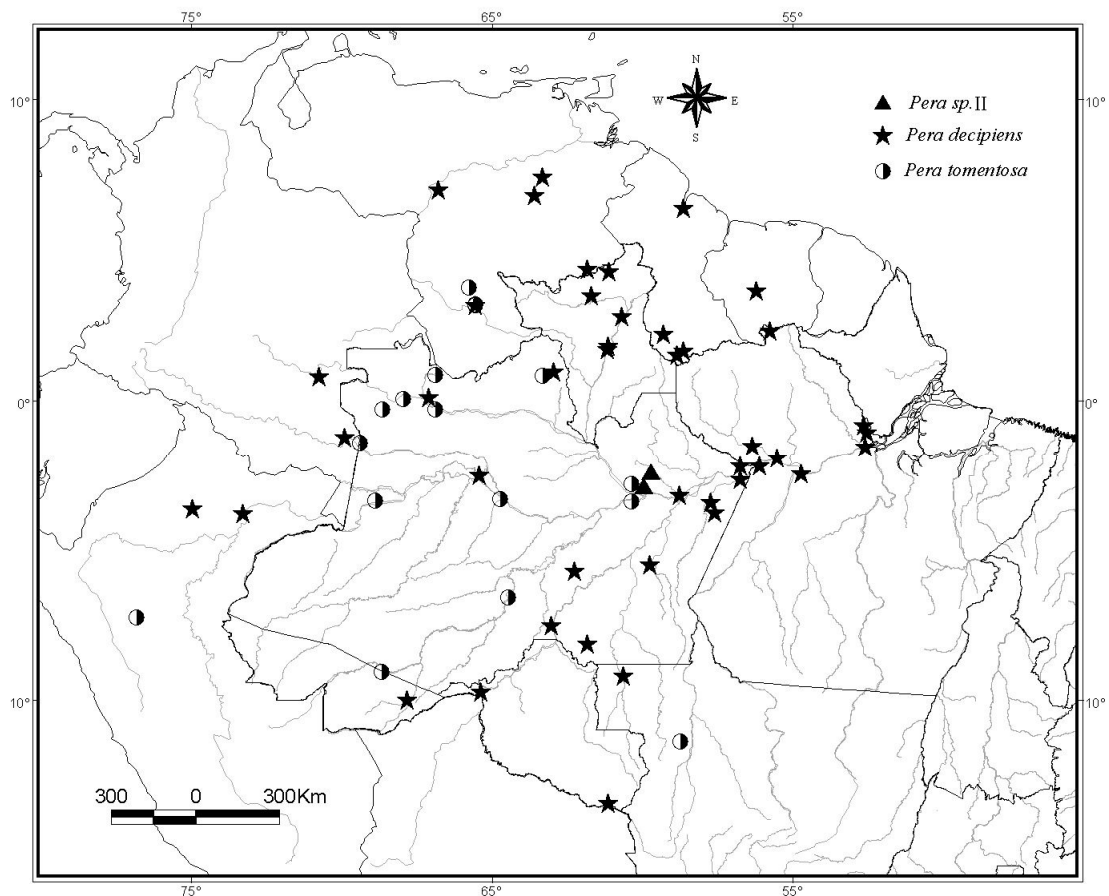 75° 65° 55°
N
W E
S
10° 10°
Pera sp. II
Pera decipiens
Pera tomentosa
0° 0°
10° 10°
300 0 300Km
75° 65° 55°